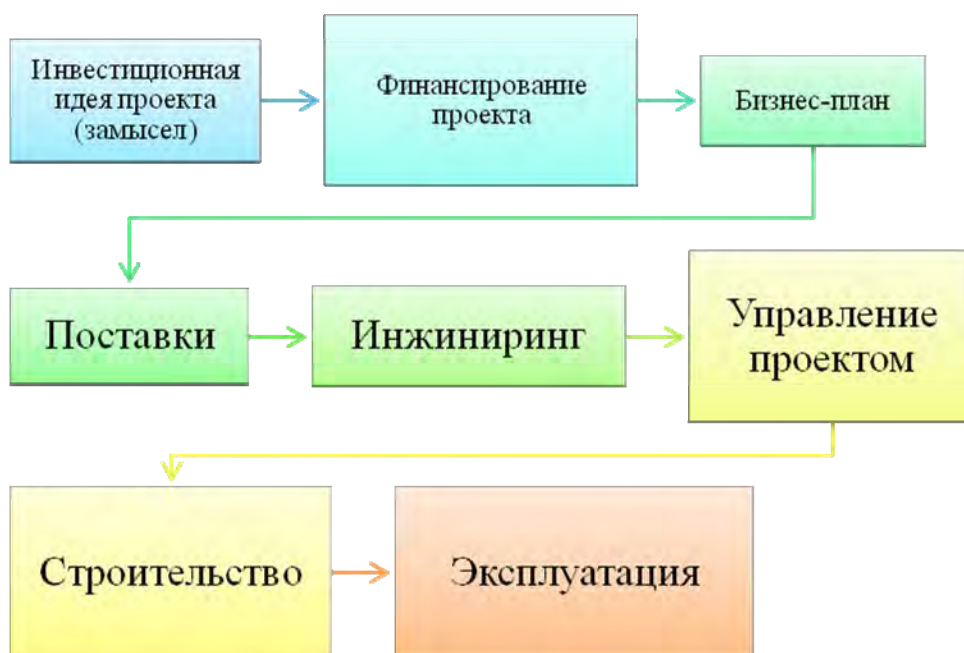 Инвестиционная
идея проекта
(замысел)
Финансирование
проекта
Бизнес-план
Поставки
Инжиниринг
Управление
проектом
Строительство
Эксплуатация